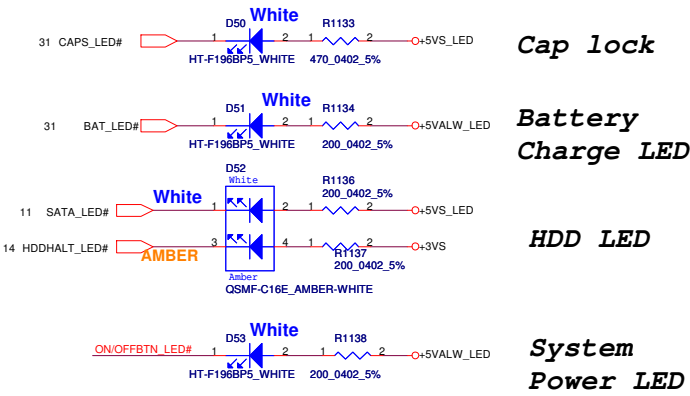 White
D50
R1133
31 CAPS_LED#
1
2
1
2
+5VS_LED
Cap lock
HT-F196BP5_WHITE
470_0402_5%
White
D51
R1134
31 BAT_LED#
1
2
1
2
+5VALW_LED
Battery
Charge LED
HT-F196BP5_WHITE
200_0402_5%
D52
White
R1136
200_0402_5%
White
11 SATA_LED#
1
2
1
2
+5VS_LED
HDD LED
14 HDDHALT_LED#
AMBER
3
4
1
2
+3VS
R1137
200_0402_5%
Amber
QSMF-C16E_AMBER-WHITE
White
D53
R1138
ON/OFFBTN_LED#
1
2
1
2
+5VALW_LED
System
Power LED
HT-F196BP5_WHITE
200_0402_5%